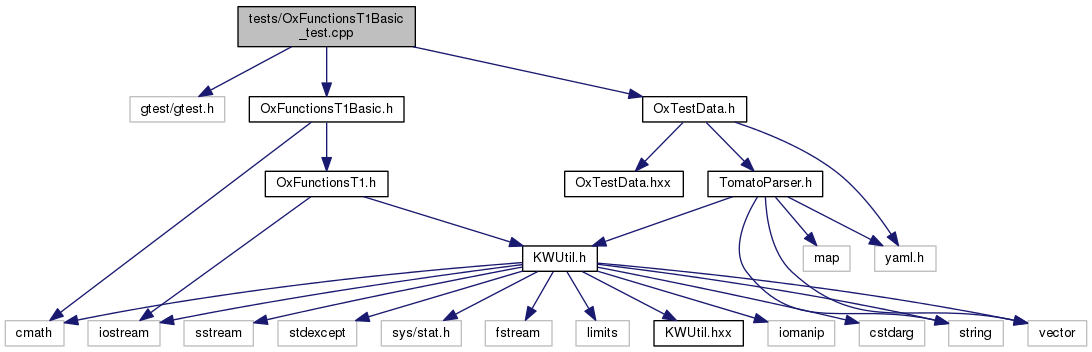 tests/OxFunctionsT1Basic
_test.cpp
gtest/gtest.h
OxFunctionsT1Basic.h
OxTestData.h
OxFunctionsT1.h
OxTestData.hxx
TomatoParser.h
KWUtil.h
map
yaml.h
cmath
iostream
sstream
stdexcept
sys/stat.h
fstream
limits
KWUtil.hxx
iomanip
cstdarg
string
vector